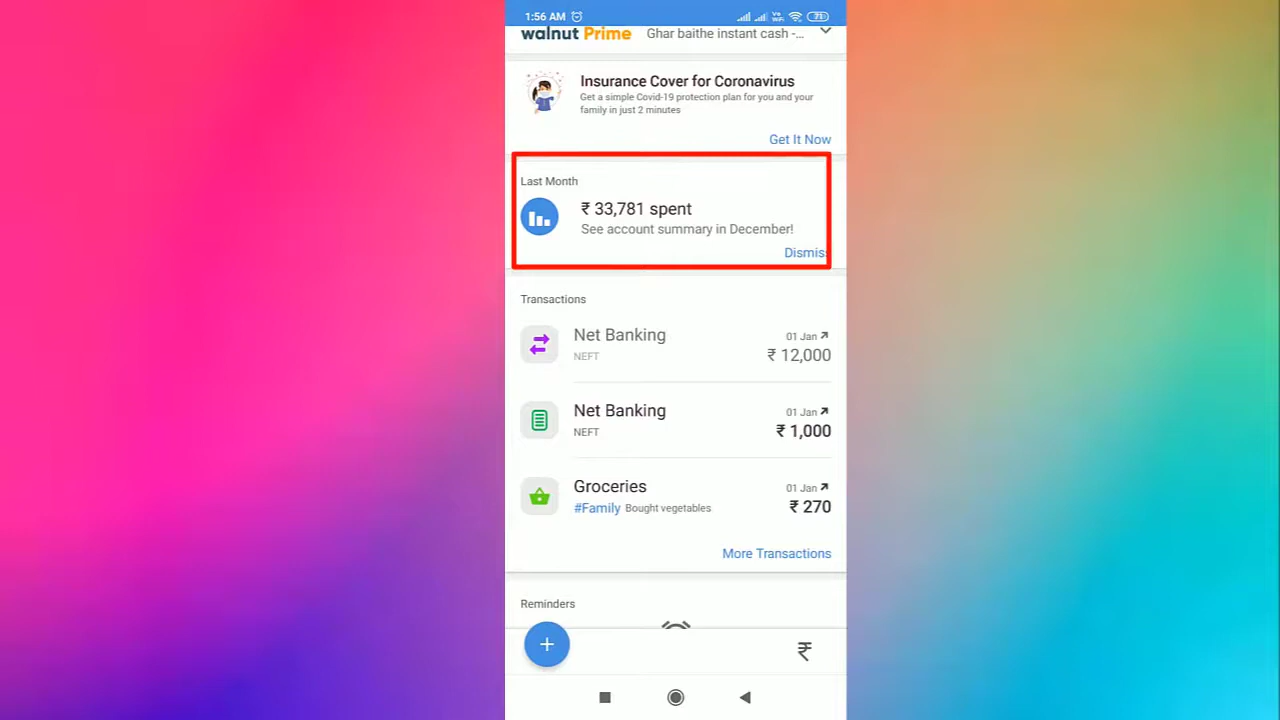 1:56 AM
Vo WiFi 71
walnut Prime Ghar baithe instant cash -...
Insurance Cover for Coronavirus
Get a simple Covid-19 protection plan for you and your
family in just 2 minutes
Get It Now
Last Month
₹ 33,781 spent
See account summary in December!
Dismiss
Transactions
Net Banking
01 Jan
NEFT
₹ 12,000
Net Banking
01 Jan
NEFT
₹ 1,000
Groceries
01 Jan
#Family Bought vegetables
₹ 270
More Transactions
Reminders
+
₹